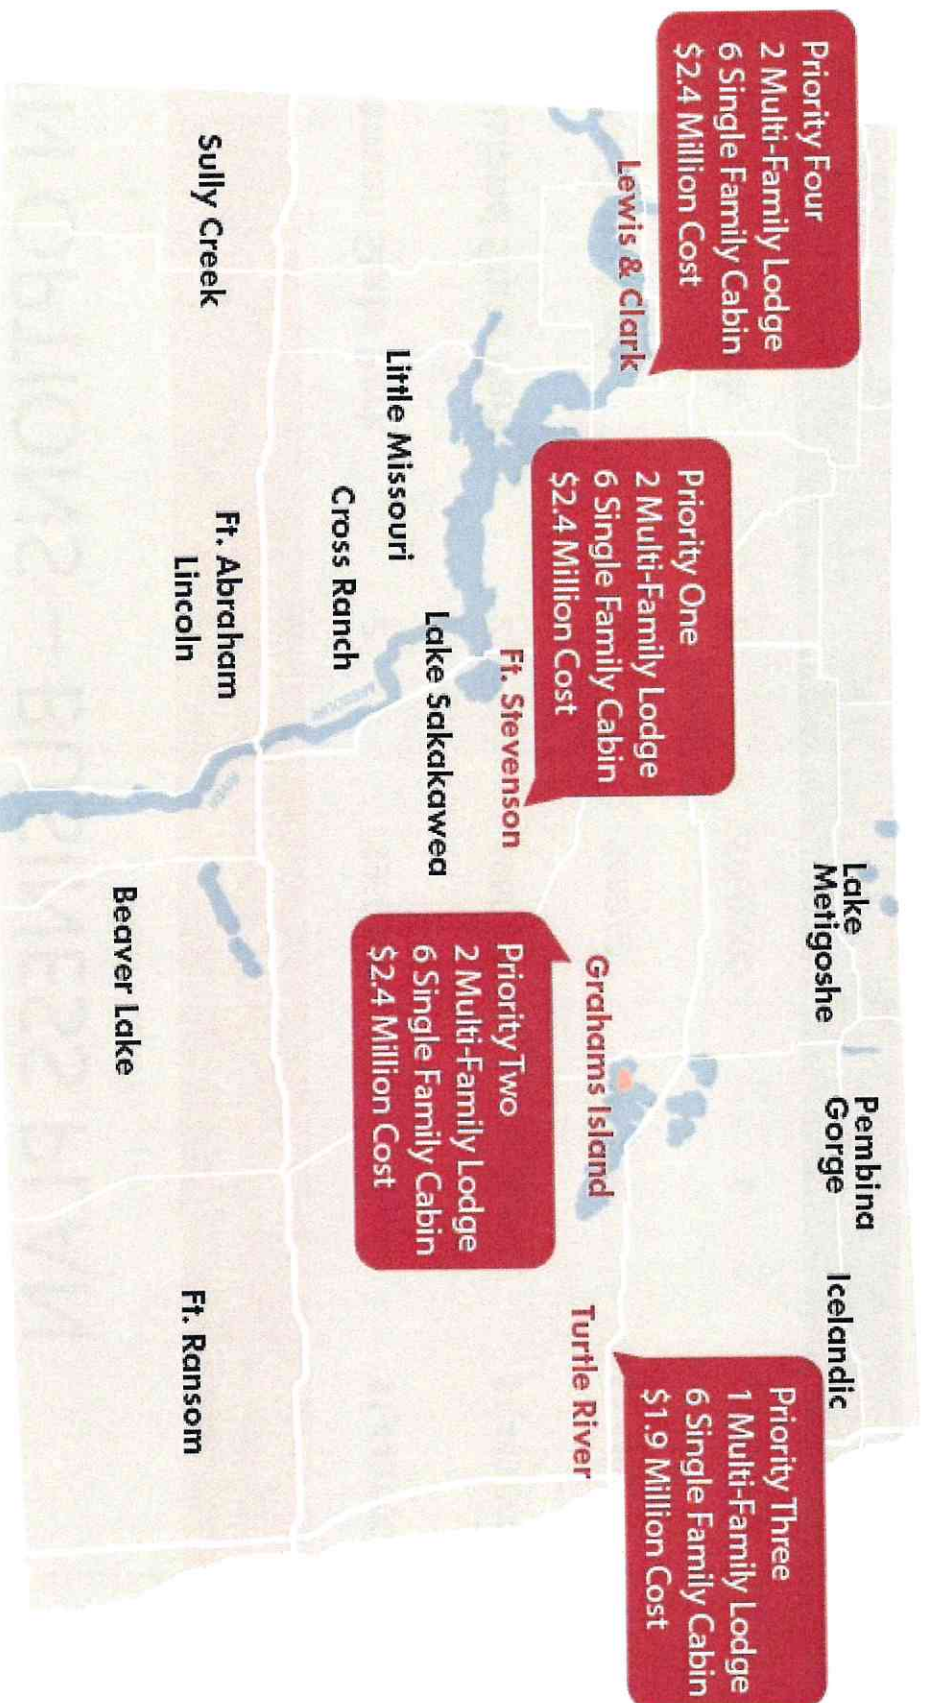 Priority Four
2 Multi-Family Lodge
6 Single Family Cabin
$2.4 Million Cost
Lewis & Clark
Priority One
2 Multi-Family Lodge
6 Single Family Cabin
$2.4 Million Cost
Ft. Stevenson
Lake
Metigoshe
Pembina
Gorge
Icelandic
Priority Three
1 Multi-Family Lodge
6 Single Family Cabin
$1.9 Million Cost
Turtle River
Grahams Island
Priority Two
2 Multi-Family Lodge
6 Single Family Cabin
$2.4 Million Cost
Little Missouri
Lake Sakakawea
Cross Ranch
Sully Creek
Ft. Abraham
Lincoln
Beaver Lake
Ft. Ransom